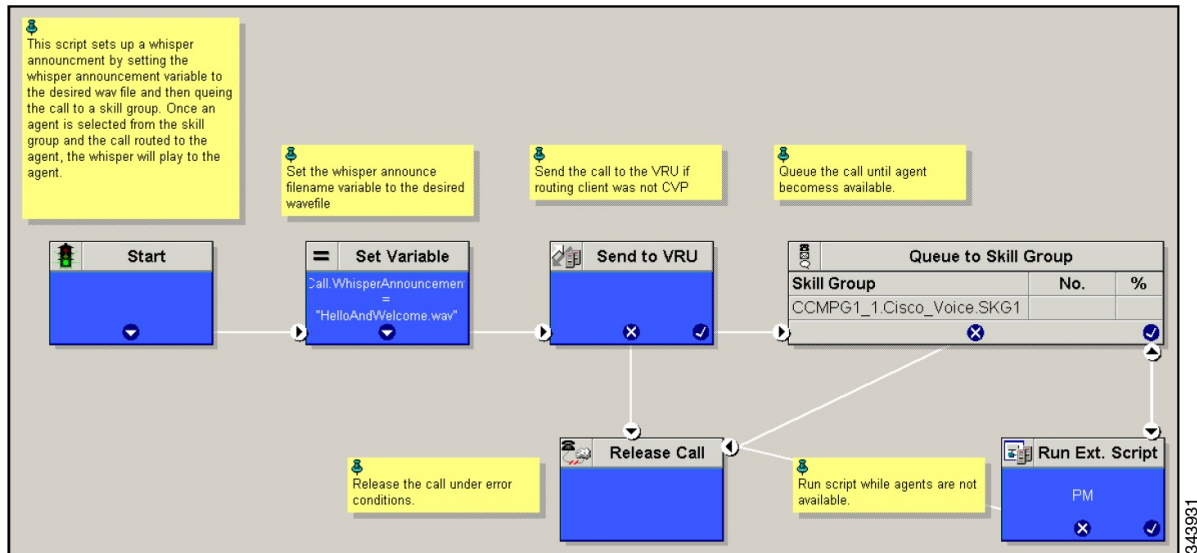 This script sets up a whisper
announcment by setting the
whisper announcement variable to
the desired wav file and then queing
the call to a skill group. Once an
agent is selected from the skill
group and the call routed to the
agent, the whisper will play to the
agent.
Set the whisper announce
filename variable to the desired
wavefile
Send the call to the VRU if
routing client was not CVP
Queue the call until agent
becomess available.
Start
= Set Variable
Call.WhisperAnnouncemen
=
"HelloAndWelcome.wav"
Send to VRU
Queue to Skill Group
Skill Group No. %
CCMPG1_1.Cisco_Voice.SKG1
Release Call
Run Ext. Script
PM
Release the call under error
conditions.
Run script while agents are not
available.
343931